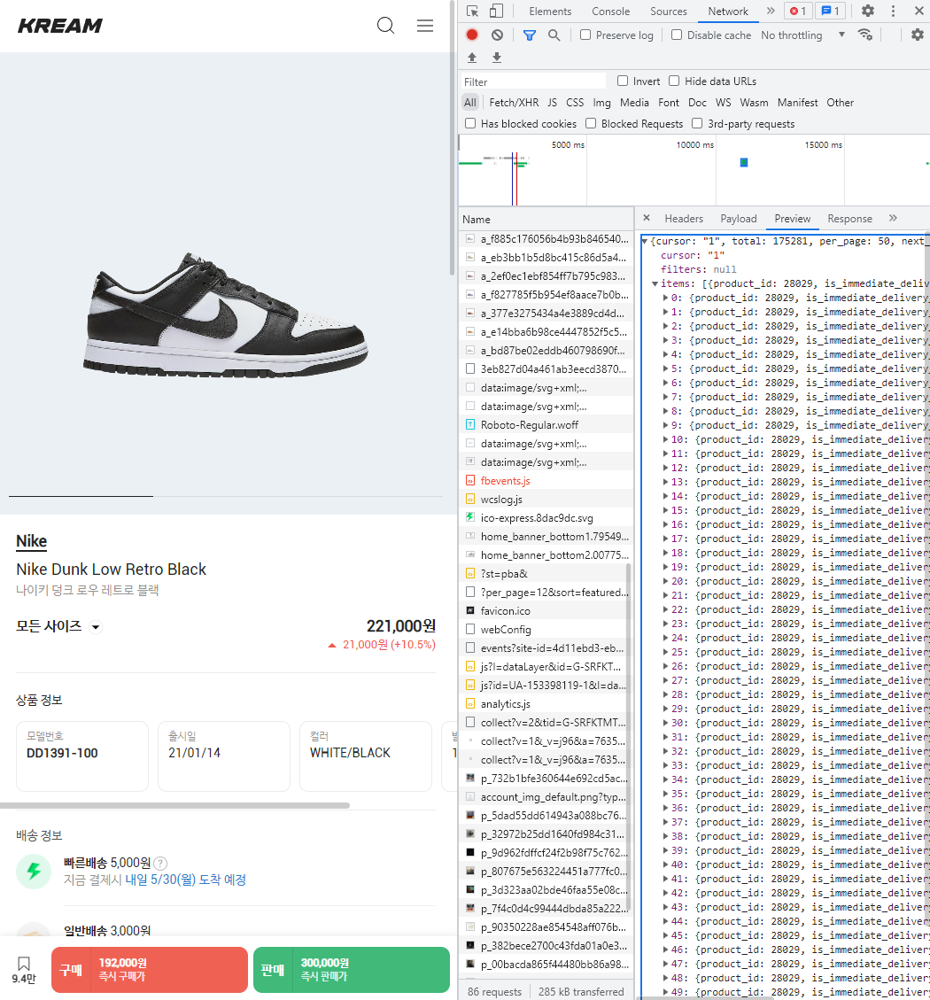 KREAM
Nike
Nike Dunk Low Retro Black
나이키 덩크 로우 레트로 블랙
모든 사이즈
221,000원
21,000원 (+10.5%)
상품 정보
모델번호
DD1391-100
출시일
21/01/14
컬러
WHITE/BLACK
배송 정보
빠른배송 5,000원 ?
지금 결제시 내일 5/30(월) 도착 예정
일반배송 3,000원
9.4만
구매
192,000원
즉시 구매가
판매
300,000원
즉시 판매가
Elements Console Sources Network 1 1
Preserve log Disable cache No throttling
Filter
Invert Hide data URLs
All Fetch/XHR JS CSS Img Media Font Doc WS Wasm Manifest Other
Has blocked cookies Blocked Requests 3rd-party requests
5000 ms 10000 ms 15000 ms
Name
a_f885c176056b4b93b846540...
a_eb3bb1b5d8bc415c86d5a4...
a_2ef0ec1ebf854ff7b795c983...
a_f827785f5b954ef8aace7b0b...
a_377e3275434a4e3889cd4d...
a_e14bba6b98ce4447852f5c5...
a_bd87be02eddb460798690f...
3eb827d04a461ab3eecd3870...
data:image/svg+xml;...
data:image/svg+xml;...
Roboto-Regular.woff
data:image/svg+xml;...
data:image/svg+xml;...
fbevents.js
wcslog.js
ico-express.8dac9dc.svg
home_banner_bottom1.79549...
home_banner_bottom2.00775...
?st=pba&
?per_page=12&sort=featured...
favicon.ico
webConfig
events?site-id=4d11ebd3-eb...
js?l=dataLayer&id=G-SRFKT...
js?id=UA-153398119-1&l=da...
analytics.js
collect?v=2&tid=G-SRFKTMT...
collect?v=1&_v=j96&a=7635...
collect?v=1&_v=j96&a=7635...
p_732b1bfe360644e692cd5ac...
account_img_default.png?typ...
p_5dad55dd614943a088bc76...
p_32972b25dd1640fd984c31...
p_9d962fdffcf24f2b98f75c762...
p_807675e563224451a777fc0...
p_3d323aa02bde46faa55e08c...
p_7f4c0d4c99444dbda85a222...
p_90350228ae854548aff076b...
p_382bece2700c43fda01a0e3...
p_00bacda865f44480bb86a98...
86 requests 285 kB transferred
Headers Payload Preview Response
{cursor: "1", total: 175281, per_page: 50, next_
cursor: "1"
filters: null
items: [{product_id: 28029, is_immediate_deliv
0: {product_id: 28029, is_immediate_delivery
1: {product_id: 28029, is_immediate_delivery
2: {product_id: 28029, is_immediate_delivery
3: {product_id: 28029, is_immediate_delivery
4: {product_id: 28029, is_immediate_delivery
5: {product_id: 28029, is_immediate_delivery
6: {product_id: 28029, is_immediate_delivery
7: {product_id: 28029, is_immediate_delivery
8: {product_id: 28029, is_immediate_delivery
9: {product_id: 28029, is_immediate_delivery
10: {product_id: 28029, is_immediate_delivery
11: {product_id: 28029, is_immediate_delivery
12: {product_id: 28029, is_immediate_delivery
13: {product_id: 28029, is_immediate_delivery
14: {product_id: 28029, is_immediate_delivery
15: {product_id: 28029, is_immediate_delivery
16: {product_id: 28029, is_immediate_delivery
17: {product_id: 28029, is_immediate_delivery
18: {product_id: 28029, is_immediate_delivery
19: {product_id: 28029, is_immediate_delivery
20: {product_id: 28029, is_immediate_delivery
21: {product_id: 28029, is_immediate_delivery
22: {product_id: 28029, is_immediate_delivery
23: {product_id: 28029, is_immediate_delivery
24: {product_id: 28029, is_immediate_delivery
25: {product_id: 28029, is_immediate_delivery
26: {product_id: 28029, is_immediate_delivery
27: {product_id: 28029, is_immediate_delivery
28: {product_id: 28029, is_immediate_delivery
29: {product_id: 28029, is_immediate_delivery
30: {product_id: 28029, is_immediate_delivery
31: {product_id: 28029, is_immediate_delivery
32: {product_id: 28029, is_immediate_delivery
33: {product_id: 28029, is_immediate_delivery
34: {product_id: 28029, is_immediate_delivery
35: {product_id: 28029, is_immediate_delivery
36: {product_id: 28029, is_immediate_delivery
37: {product_id: 28029, is_immediate_delivery
38: {product_id: 28029, is_immediate_delivery
39: {product_id: 28029, is_immediate_delivery
40: {product_id: 28029, is_immediate_delivery
41: {product_id: 28029, is_immediate_delivery
42: {product_id: 28029, is_immediate_delivery
43: {product_id: 28029, is_immediate_delivery
44: {product_id: 28029, is_immediate_delivery
45: {product_id: 28029, is_immediate_delivery
46: {product_id: 28029, is_immediate_delivery
47: {product_id: 28029, is_immediate_delivery
48: {product_id: 28029, is_immediate_delivery
49: {product_id: 28029, is_immediate_delivery